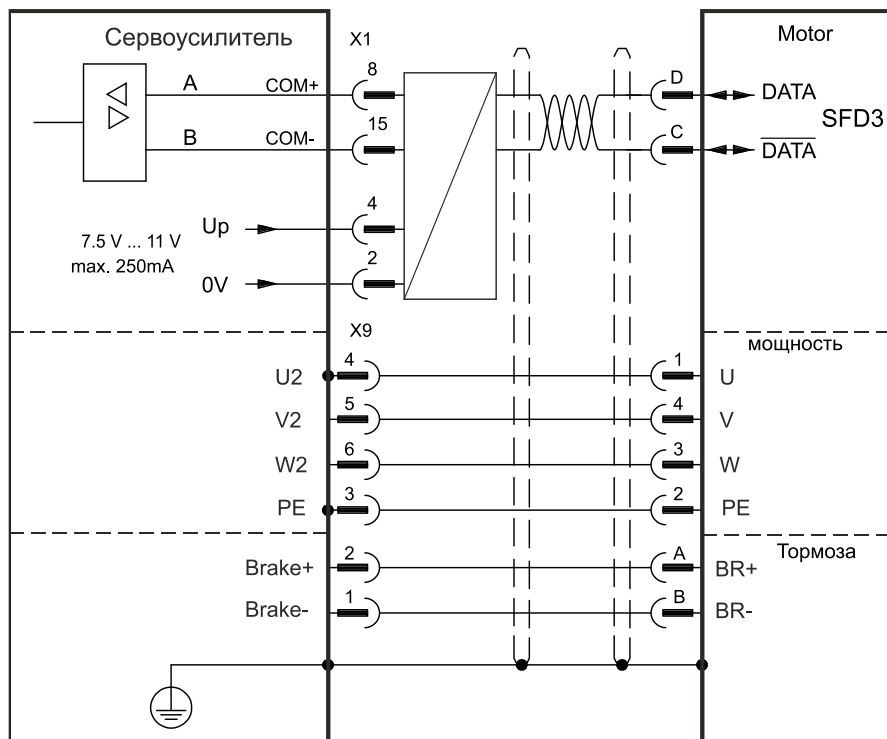 Сервоусилитель X1 Motor
A COM+ 8 D DATA
SFD3
B COM- 15 C DATA
Up 4
7.5 V ... 11 V
max. 250mA
0V 2
X9 мощность
U2 4 1 U
V2 5 4 V
W2 6 3 W
PE 3 2 PE
Тормоза
Brake+ 2 A BR+
Brake- 1 B BR-